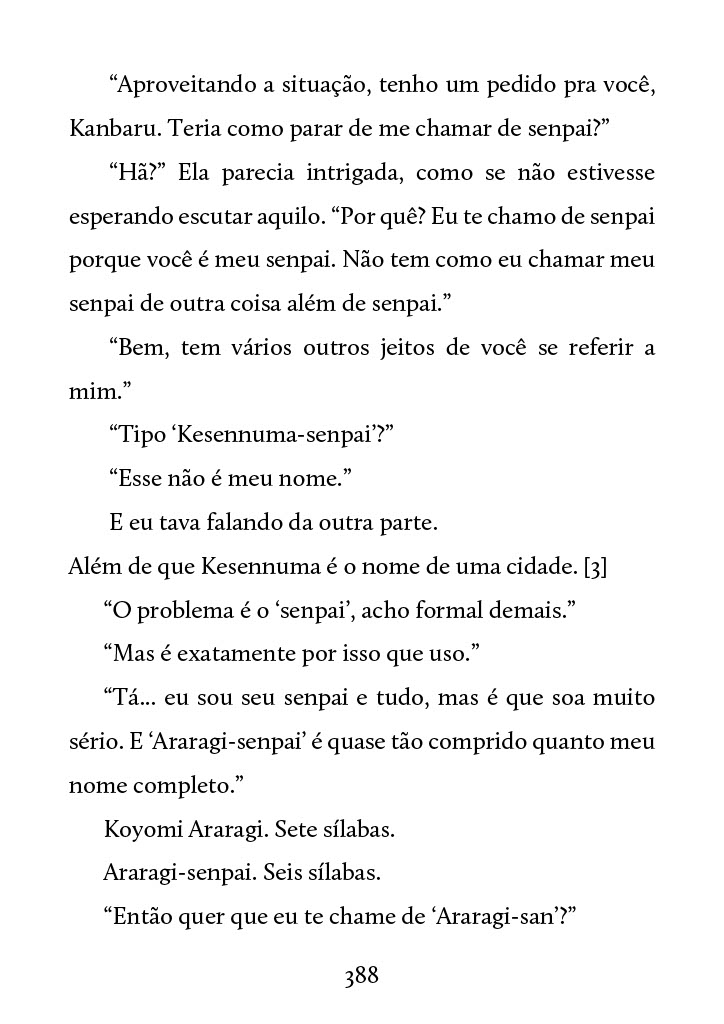 “Aproveitando a situação, tenho um pedido pra você,
Kanbaru. Teria como parar de me chamar de senpai?”
“Hã?” Ela parecia intrigada, como se não estivesse
esperando escutar aquilo. “Por quê? Eu te chamo de senpai
porque você é meu senpai. Não tem como eu chamar meu
senpai de outra coisa além de senpai.”
“Bem, tem vários outros jeitos de você se referir a
mim.”
“Tipo ‘Kesennuma-senpai’?”
“Esse não é meu nome.”
E eu tava falando da outra parte.
Além de que Kesennuma é o nome de uma cidade. [3]
“O problema é o ‘senpai’, acho formal demais.”
“Mas é exatamente por isso que uso.”
“Tá... eu sou seu senpai e tudo, mas é que soa muito
sério. E ‘Araragi-senpai’ é quase tão comprido quanto meu
nome completo.”
Koyomi Araragi. Sete sílabas.
Araragi-senpai. Seis sílabas.
“Então quer que eu te chame de ‘Araragi-san’?”
388